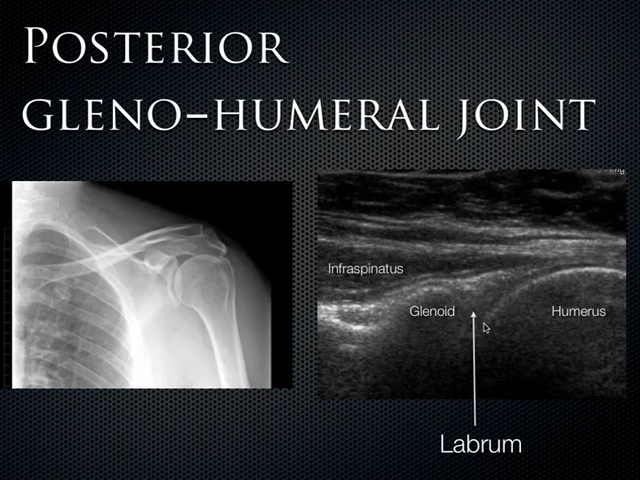 Posterior
gleno-humeral joint
Infraspinatus
Glenoid
Humerus
Labrum